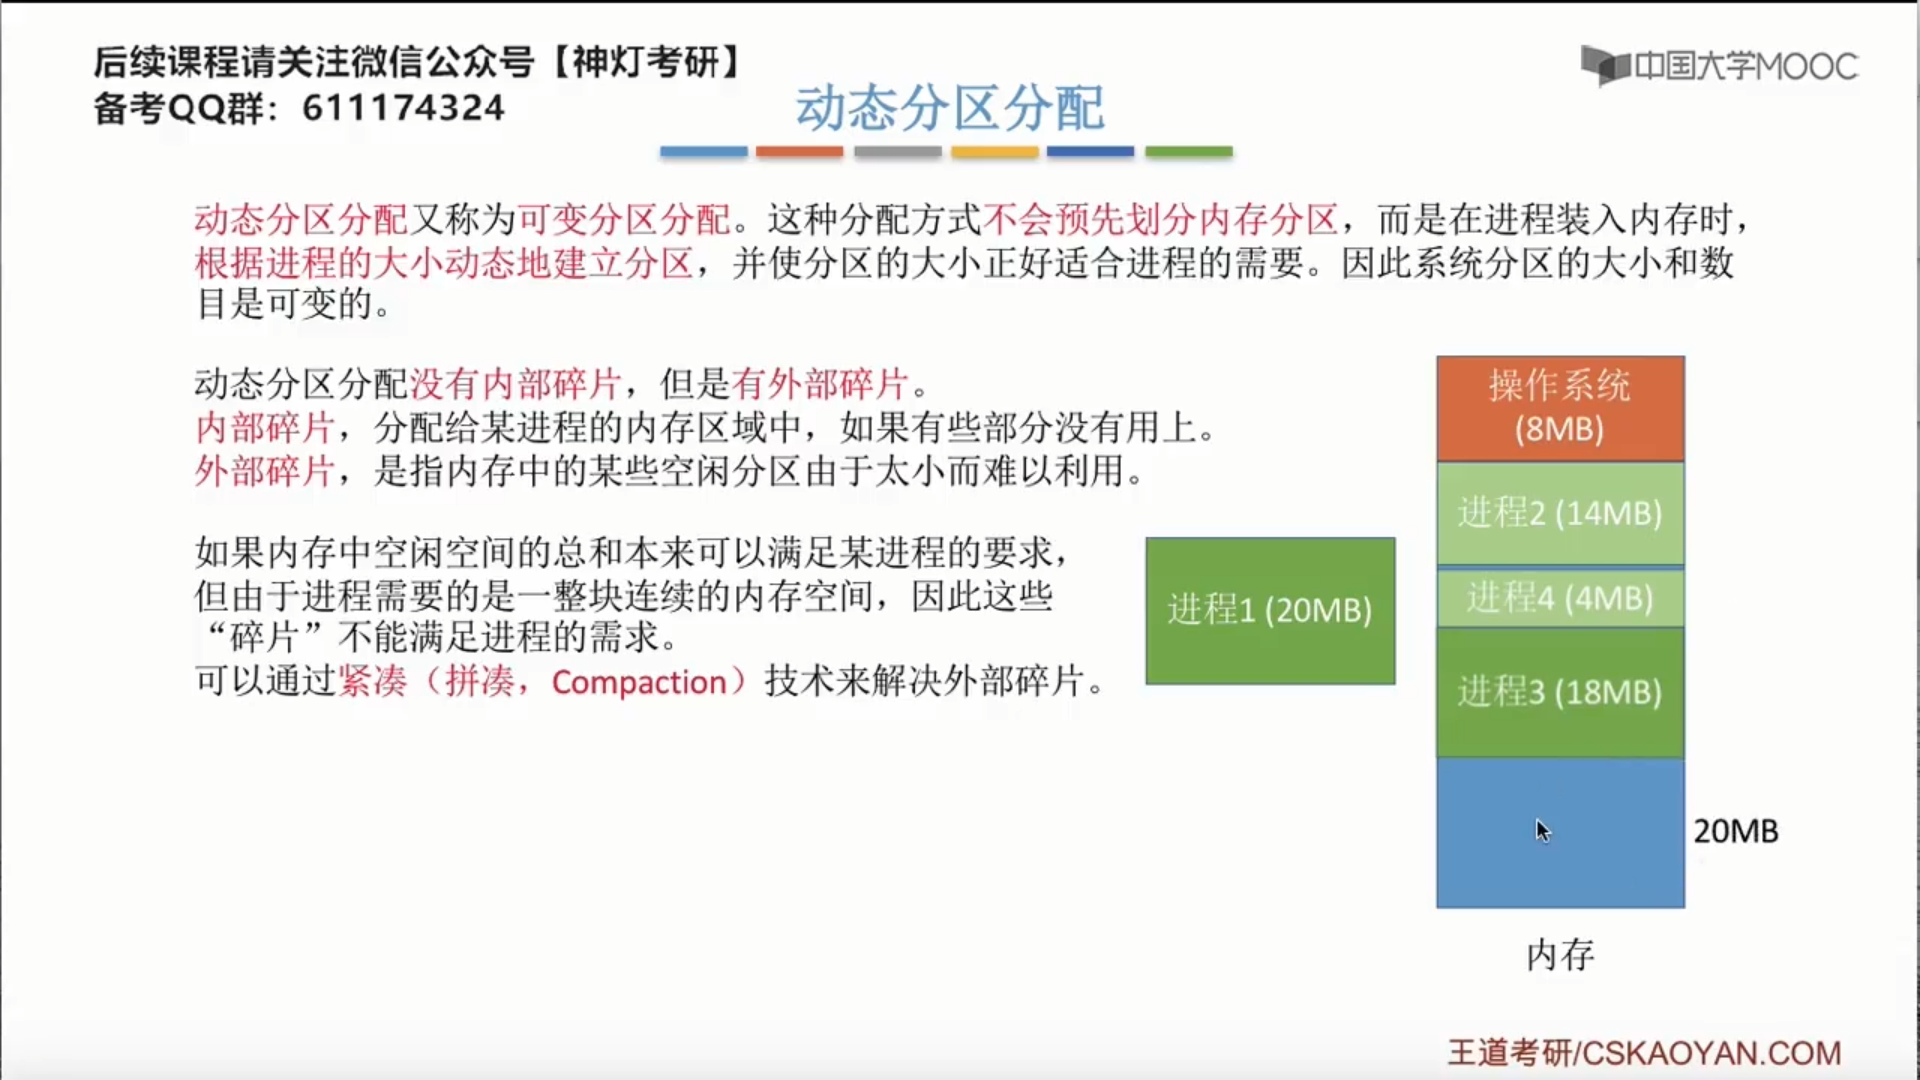 后续课程请关注微信公众号【神灯考研】
备考QQ群：611174324
中国大学MOOC
动态分区分配
动态分区分配又称为可变分区分配。这种分配方式不会预先划分内存分区，而是在进程装入内存时，
根据进程的大小动态地建立分区，并使分区的大小正好适合进程的需要。因此系统分区的大小和数
目是可变的。
动态分区分配没有内部碎片，但是有外部碎片。
内部碎片，分配给某进程的内存区域中，如果有些部分没有用上。
外部碎片，是指内存中的某些空闲分区由于太小而难以利用。
如果内存中空闲空间的总和本来可以满足某进程的要求，
但由于进程需要的是一整块连续的内存空间，因此这些
“碎片”不能满足进程的需求。
可以通过紧凑（拼凑，Compaction）技术来解决外部碎片。
进程1 (20MB)
操作系统
(8MB)
进程2 (14MB)
进程4 (4MB)
进程3 (18MB)
20MB
内存
王道考研/CSKAOYAN.COM